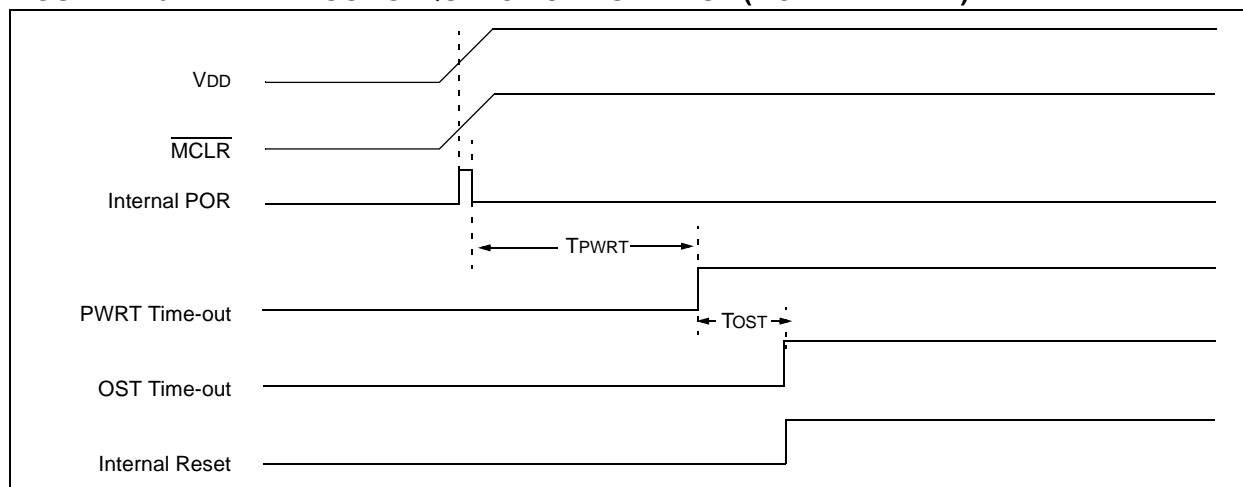 VDD
MCLR
Internal POR
TPWRT
PWRT Time-out
TOST
OST Time-out
Internal Reset